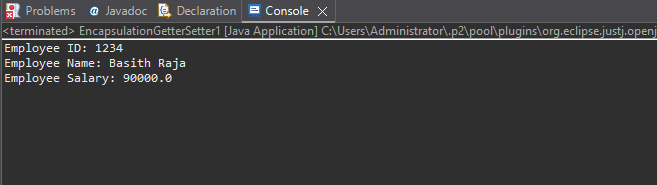 Problems @ Javadoc Declaration Console
<terminated> EncapsulationGetterSetter1 [Java Application] C:\Users\Administrator\.p2\pool\plugins\org.eclipse.justj.openj
Employee ID: 1234
Employee Name: Basith Raja
Employee Salary: 90000.0